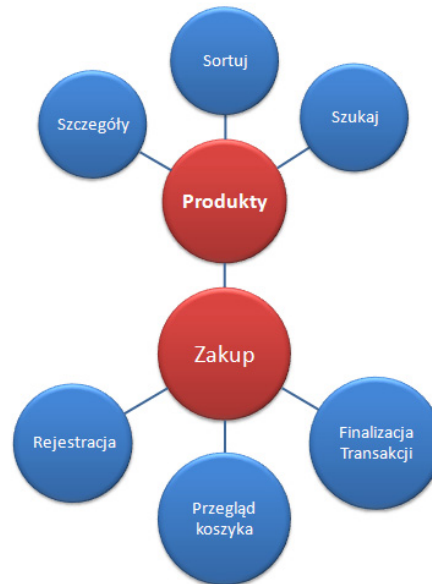 Sortuj
Szczegóły
Szukaj
Produkty
Zakup
Rejestracja
Finalizacja
Transakcji
Przegląd
koszyka